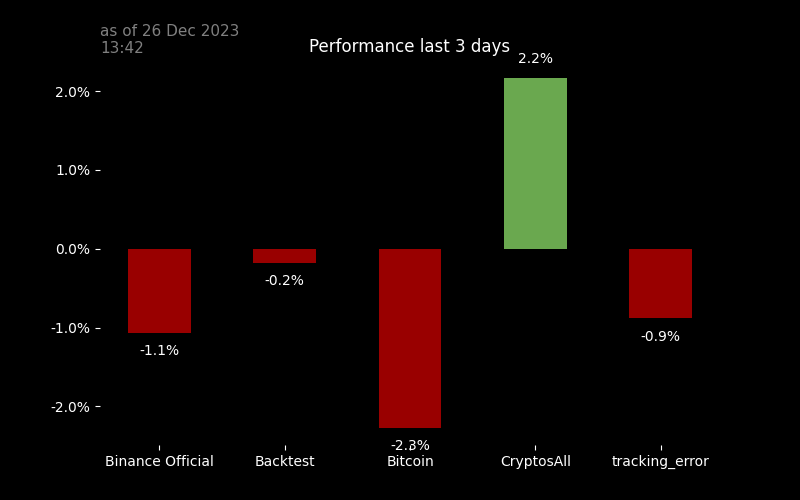 as of 26 Dec 2023
13:42
Performance last 3 days
2.2%
2.0%
1.0%
0.0%
-0.2%
-1.0%
-0.9%
-1.1%
-2.0%
-2.3%
Binance Official
Backtest
Bitcoin
CryptosAll
tracking_error